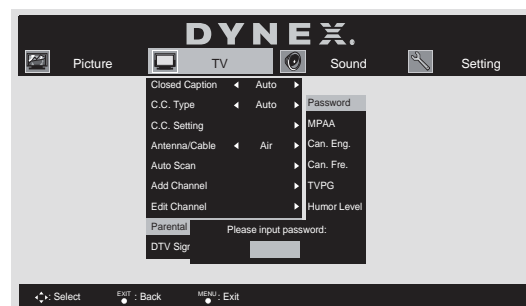 DYNEX.
Picture TV Sound Setting
Closed Caption Auto
C.C. Type Auto Password
C.C. Setting MPAA
Antenna/Cable Air Can. Eng.
Auto Scan Can. Fre.
Add Channel TVPG
Edit Channel Humor Level
Parental Please input password:
DTV Sigr
: Select EXIT : Back MENU : Exit